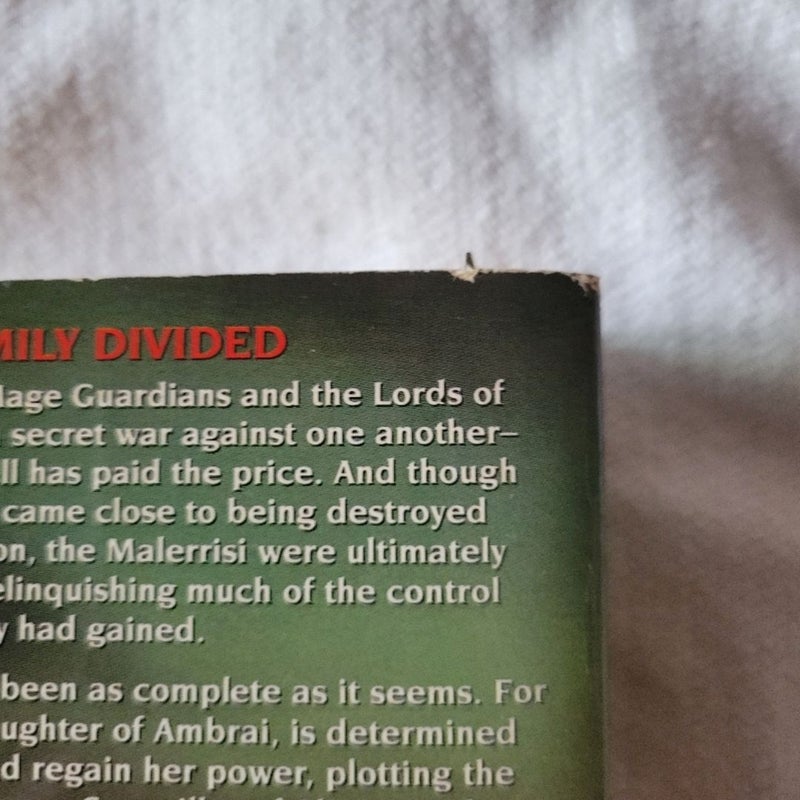 MILY DIVIDED
Mage Guardians and the Lords of
secret war against one another–
ll has paid the price. And though
came close to being destroyed
on, the Malerrisi were ultimately
elinquishing much of the control
y had gained.
been as complete as it seems. For
ughter of Ambrai, is determined
d regain her power, plotting the